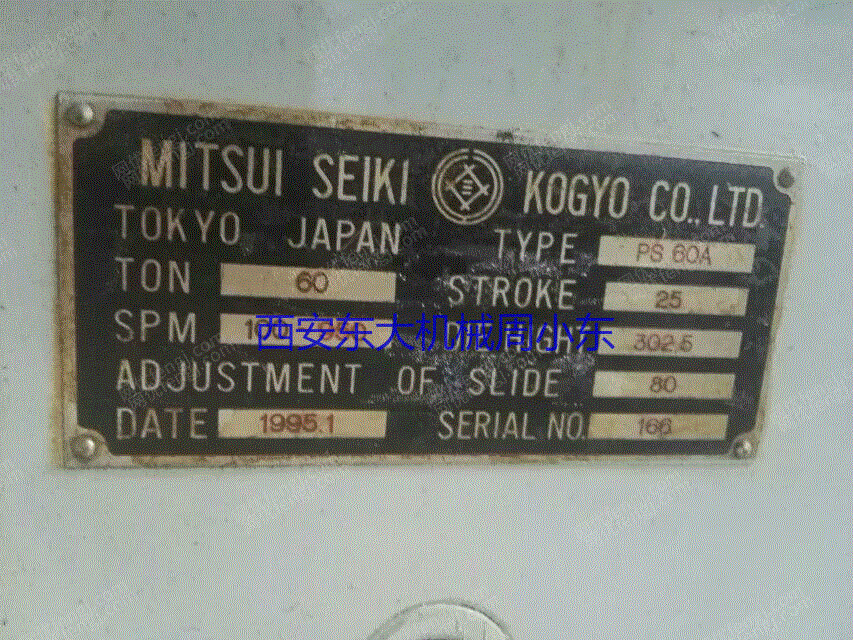 MITSUI SEIKI KOGYO CO., LTD.
TOKYO JAPAN TYPE PS 60A
TON 60 STROKE 25
SPM 302.5
西安东大机械周小东
ADJUSTMENT OF SLIDE 80
DATE 1995.1 SERIAL NO. 166